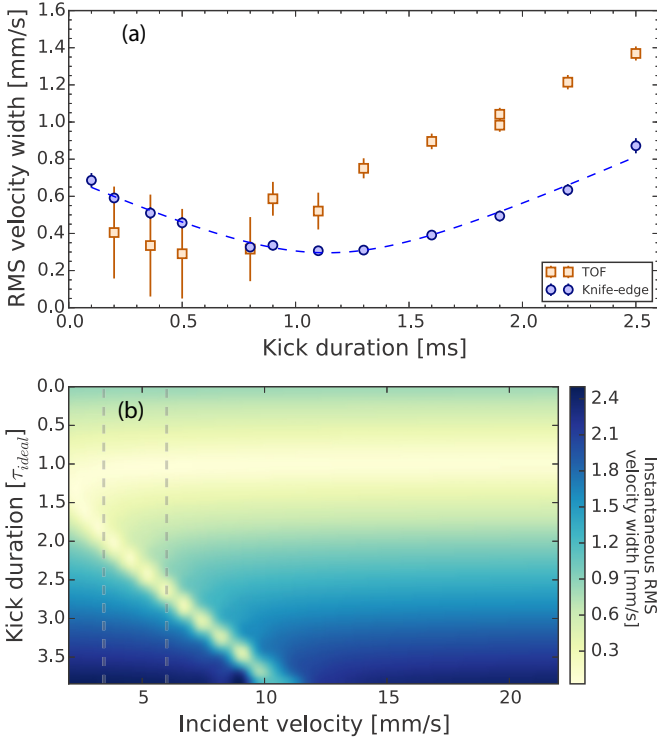 (a)
RMS velocity width [mm/s]
1.6
1.4
1.2
1.0
0.8
0.6
0.4
0.2
0.0
0.0 0.5 1.0 1.5 2.0 2.5
Kick duration [ms]
TOF
Knife-edge
(b)
Kick duration [τideal]
0.0
0.5
1.0
1.5
2.0
2.5
3.0
3.5
5 10 15 20
Incident velocity [mm/s]
2.4
2.1
1.8
1.5
1.2
0.9
0.6
0.3
Instantaneous RMS
velocity width [mm/s]